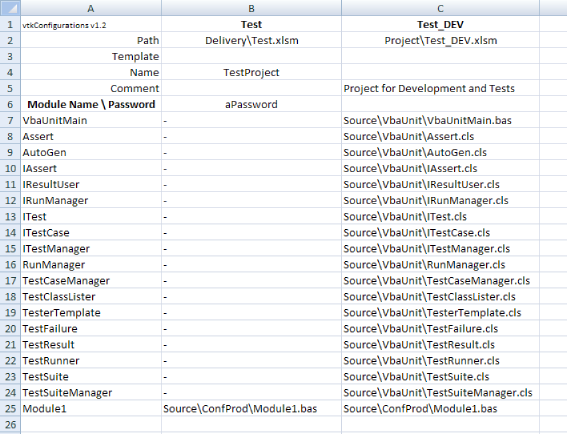 A B C
1 vtkConfigurations v1.2 Test Test_DEV
2 Path Delivery\Test.xlsm Project\Test_DEV.xlsm
3 Template
4 Name TestProject
5 Comment Project for Development and Tests
6 Module Name \ Password aPassword
7 VbaUnitMain - Source\VbaUnit\VbaUnitMain.bas
8 Assert - Source\VbaUnit\Assert.cls
9 AutoGen - Source\VbaUnit\AutoGen.cls
10 IAssert - Source\VbaUnit\IAssert.cls
11 IResultUser - Source\VbaUnit\IResultUser.cls
12 IRunManager - Source\VbaUnit\IRunManager.cls
13 ITest - Source\VbaUnit\ITest.cls
14 ITestCase - Source\VbaUnit\ITestCase.cls
15 ITestManager - Source\VbaUnit\ITestManager.cls
16 RunManager - Source\VbaUnit\RunManager.cls
17 TestCaseManager - Source\VbaUnit\TestCaseManager.cls
18 TestClassLister - Source\VbaUnit\TestClassLister.cls
19 TesterTemplate - Source\VbaUnit\TesterTemplate.cls
20 TestFailure - Source\VbaUnit\TestFailure.cls
21 TestResult - Source\VbaUnit\TestResult.cls
22 TestRunner - Source\VbaUnit\TestRunner.cls
23 TestSuite - Source\VbaUnit\TestSuite.cls
24 TestSuiteManager - Source\VbaUnit\TestSuiteManager.cls
25 Module1 Source\ConfProd\Module1.bas Source\ConfProd\Module1.bas
26